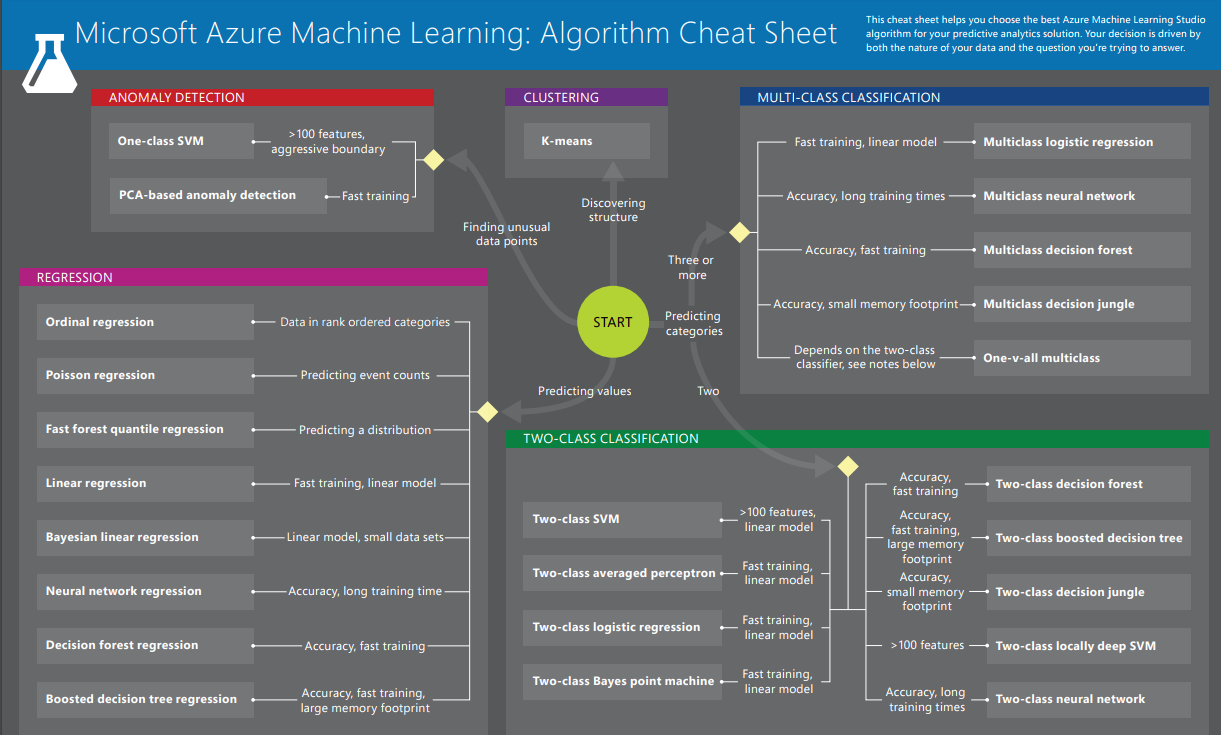 Microsoft Azure Machine Learning: Algorithm Cheat Sheet
This cheat sheet helps you choose the best Azure Machine Learning Studio
algorithm for your predictive analytics solution. Your decision is driven by
both the nature of your data and the question you're trying to answer.
ANOMALY DETECTION
One-class SVM
>100 features,
aggressive boundary
PCA-based anomaly detection
Fast training
CLUSTERING
K-means
MULTI-CLASS CLASSIFICATION
Fast training, linear model
Multiclass logistic regression
Accuracy, long training times
Multiclass neural network
Accuracy, fast training
Multiclass decision forest
Accuracy, small memory footprint
Multiclass decision jungle
Depends on the two-class
classifier, see notes below
One-v-all multiclass
Finding unusual
data points
Discovering
structure
Three or
more
START
Predicting
categories
Predicting values
Two
REGRESSION
Ordinal regression
Data in rank ordered categories
Poisson regression
Predicting event counts
Fast forest quantile regression
Predicting a distribution
Linear regression
Fast training, linear model
Bayesian linear regression
Linear model, small data sets
Neural network regression
Accuracy, long training time
Decision forest regression
Accuracy, fast training
Boosted decision tree regression
Accuracy, fast training,
large memory footprint
TWO-CLASS CLASSIFICATION
Two-class SVM
>100 features,
linear model
Two-class averaged perceptron
Fast training,
linear model
Two-class logistic regression
Fast training,
linear model
Two-class Bayes point machine
Fast training,
linear model
Accuracy,
fast training
Two-class decision forest
Accuracy,
fast training,
large memory
footprint
Two-class boosted decision tree
Accuracy,
small memory
footprint
Two-class decision jungle
>100 features
Two-class locally deep SVM
Accuracy, long
training times
Two-class neural network